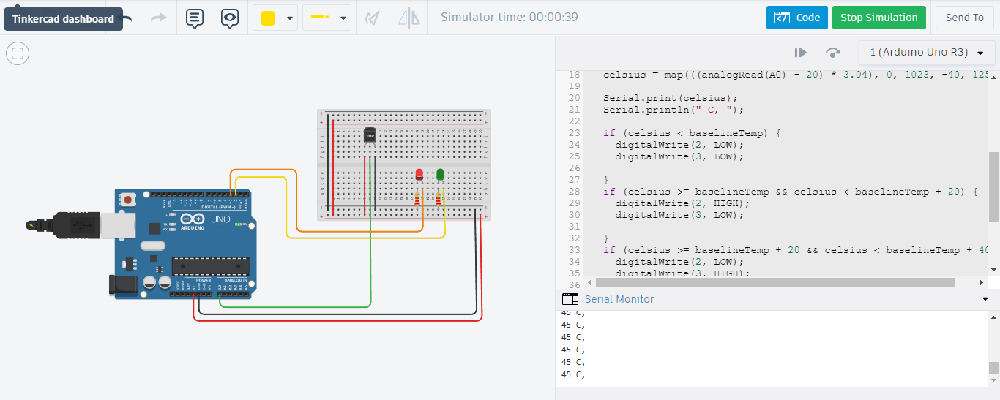 Tinkercad dashboard
Simulator time: 00:00:39
Code
Stop Simulation
Send To
1 (Arduino Uno R3)
TMP
DIGITAL (PWM~)
UNO
ARDUINO
ON
L
TX
RX
POWER
ANALOG IN
18 celsius = map(((analogRead(A0) - 20) * 3.04), 0, 1023, -40, 125
19
20 Serial.print(celsius);
21 Serial.println(" C, ");
22
23 if (celsius < baselineTemp) {
24 digitalWrite(2, LOW);
25 digitalWrite(3, LOW);
26
27 }
28 if (celsius >= baselineTemp && celsius < baselineTemp + 20) {
29 digitalWrite(2, HIGH);
30 digitalWrite(3, LOW);
31
32 }
33 if (celsius >= baselineTemp + 20 && celsius < baselineTemp + 40
34 digitalWrite(2, LOW);
35 digitalWrite(3, HIGH);
36
Serial Monitor
45 C,
45 C,
45 C,
45 C,
45 C,
45 C,